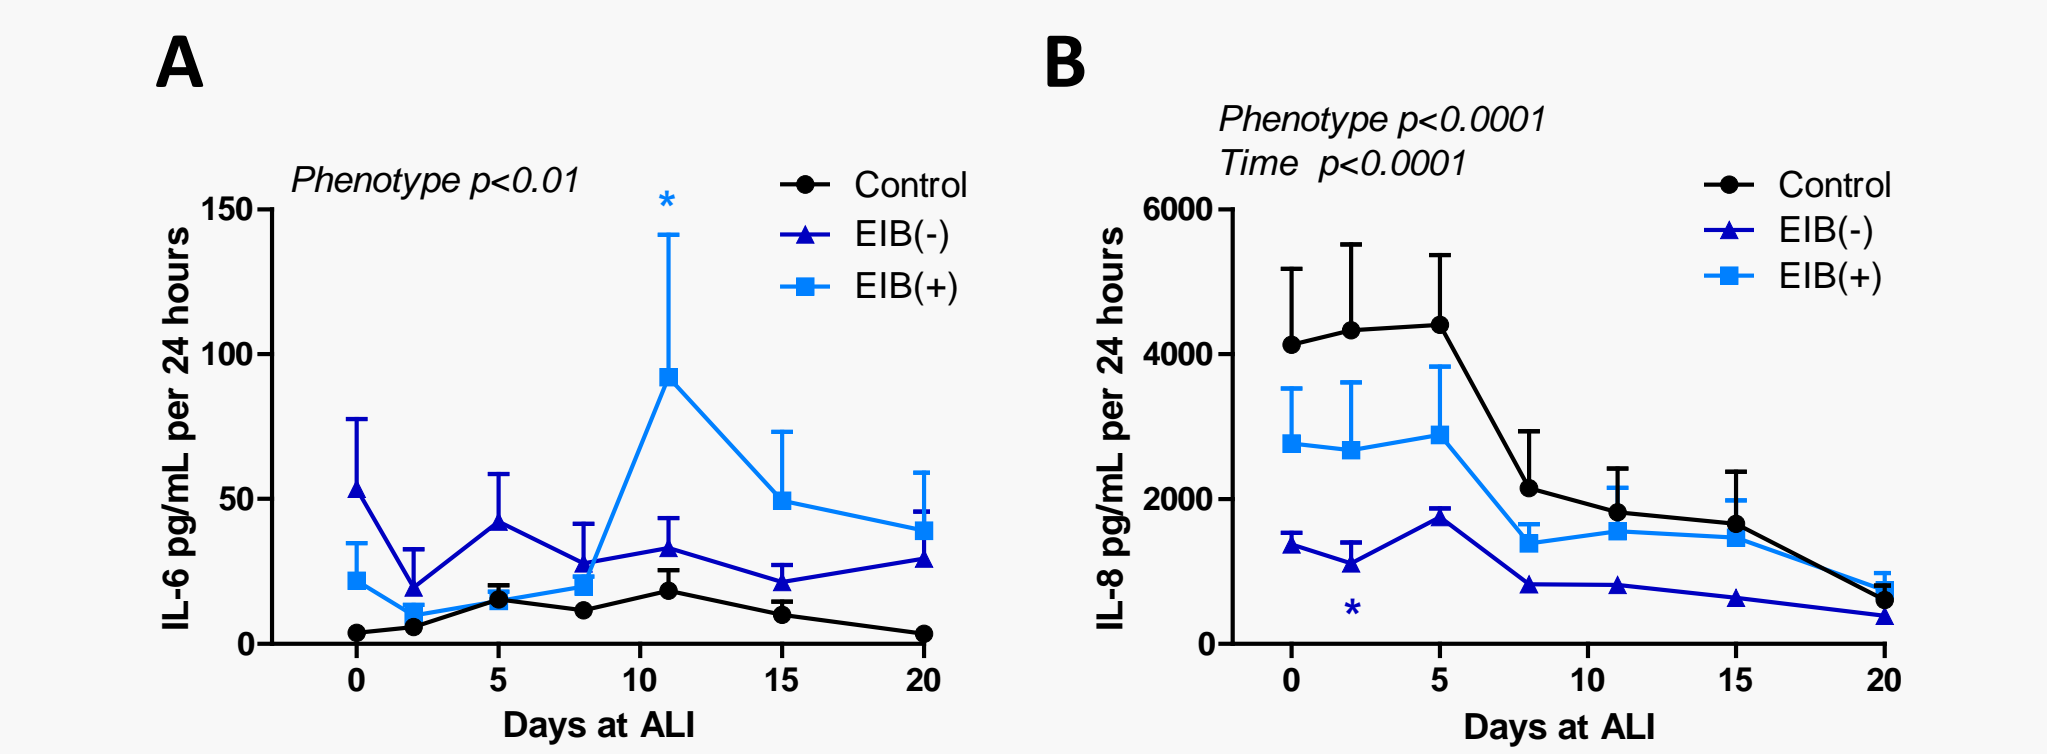 A
Phenotype p<0.01
*
Control
EIB(-)
EIB(+)
IL-6 pg/mL per 24 hours
150
100
50
0
0 5 10 15 20
Days at ALI
B
Phenotype p<0.0001
Time p<0.0001
Control
EIB(-)
EIB(+)
IL-8 pg/mL per 24 hours
6000
4000
2000
0
*
0 5 10 15 20
Days at ALI